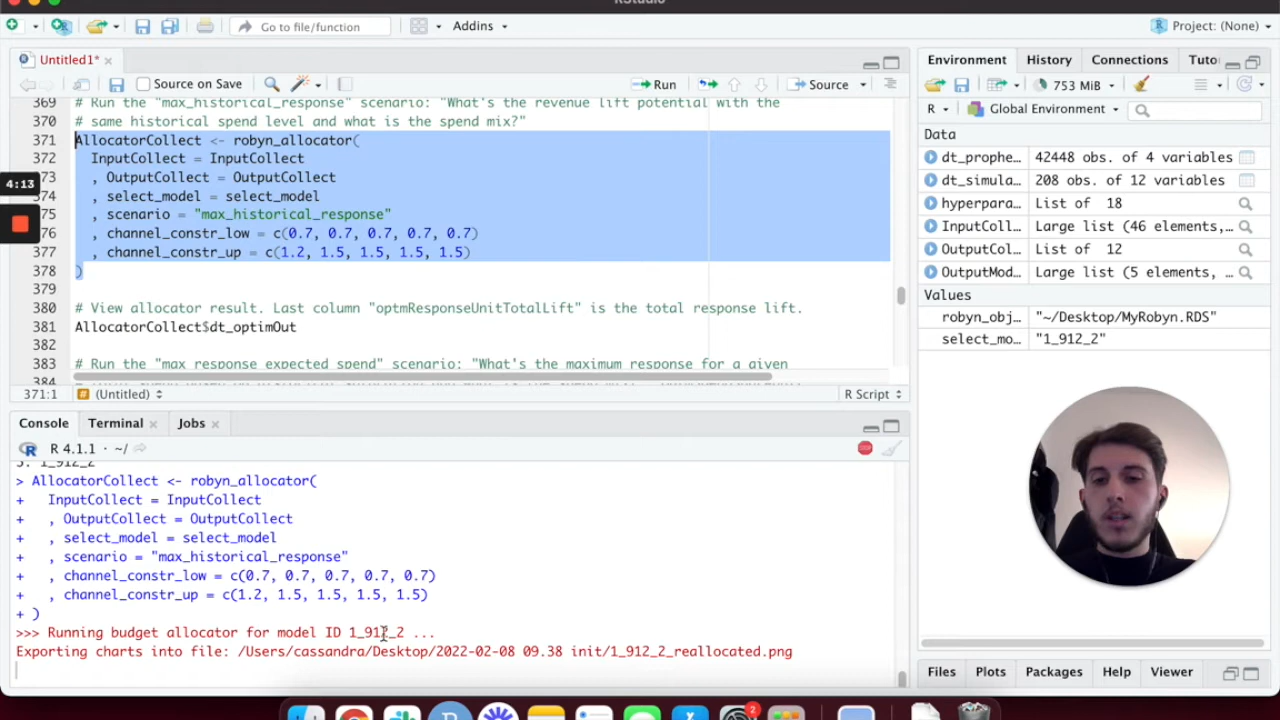 RStudio
Go to file/function
Addins
Project: (None)
Untitled1*
Source on Save
Run
Source
369 # Run the "max_historical_response" scenario: "What's the revenue lift potential with the
370 # same historical spend level and what is the spend mix?"
371 AllocatorCollect <- robyn_allocator(
372 InputCollect = InputCollect
373 , OutputCollect = OutputCollect
374 , select_model = select_model
375 , scenario = "max_historical_response"
376 , channel_constr_low = c(0.7, 0.7, 0.7, 0.7, 0.7)
377 , channel_constr_up = c(1.2, 1.5, 1.5, 1.5, 1.5)
378 )
379
380 # View allocator result. Last column "optmResponseUnitTotalLift" is the total response lift.
381 AllocatorCollect$dt_optimOut
382
383 # Run the "max_response_expected_spend" scenario: "What's the maximum response for a given
384
4:13
371:1
(Untitled)
R Script
Console
Terminal
Jobs
R 4.1.1 · ~/
3: 1_912_2
> AllocatorCollect <- robyn_allocator(
+ InputCollect = InputCollect
+ , OutputCollect = OutputCollect
+ , select_model = select_model
+ , scenario = "max_historical_response"
+ , channel_constr_low = c(0.7, 0.7, 0.7, 0.7, 0.7)
+ , channel_constr_up = c(1.2, 1.5, 1.5, 1.5, 1.5)
+ )
>>> Running budget allocator for model ID 1_912_2 ...
Exporting charts into file: /Users/cassandra/Desktop/2022-02-08 09.38 init/1_912_2_reallocated.png
Environment
History
Connections
Tuto
753 MiB
R
Global Environment
Data
dt_prophe… 42448 obs. of 4 variables
dt_simula… 208 obs. of 12 variables
hyperpara… List of 18
InputColl… Large list (46 elements,…
OutputCol… List of 12
OutputMod… Large list (5 elements, …
Values
robyn_obj… "~/Desktop/MyRobyn.RDS"
select_mo… "1_912_2"
Files
Plots
Packages
Help
Viewer
2